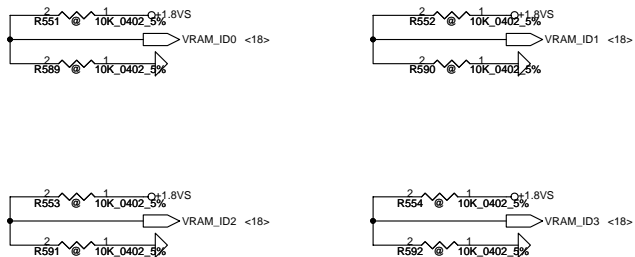 2 1 +1.8VS 2 1 +1.8VS
R551 @ 10K_0402_5% R552 @ 10K_0402_5%
VRAM_ID0 <18> VRAM_ID1 <18>
2 1 2 1
R589 @ 10K_0402_5% R590 @ 10K_0402_5%
2 1 +1.8VS 2 1 +1.8VS
R553 @ 10K_0402_5% R554 @ 10K_0402_5%
VRAM_ID2 <18> VRAM_ID3 <18>
2 1 2 1
R591 @ 10K_0402_5% R592 @ 10K_0402_5%